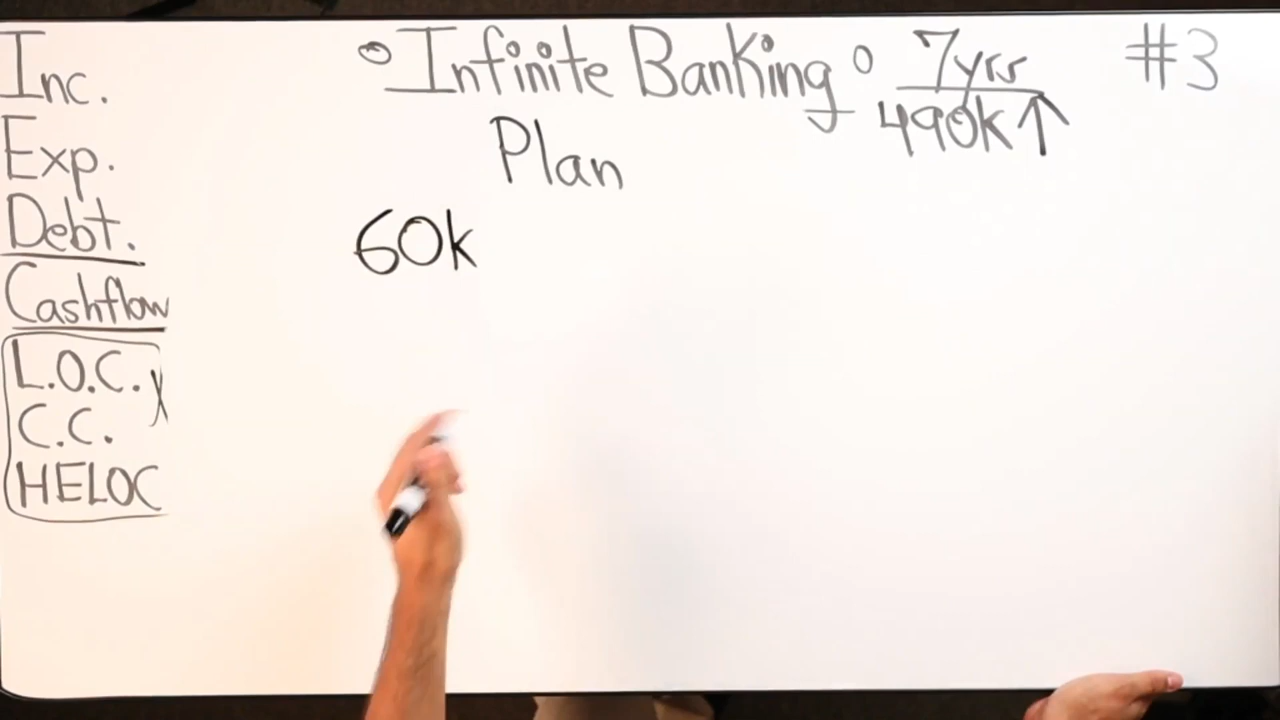 Inc.
Exp.
Debt.
Cashflow
L.O.C.
C.C.
HELOC
Infinite Banking
Plan
60k
7yrs
490k↑
#3